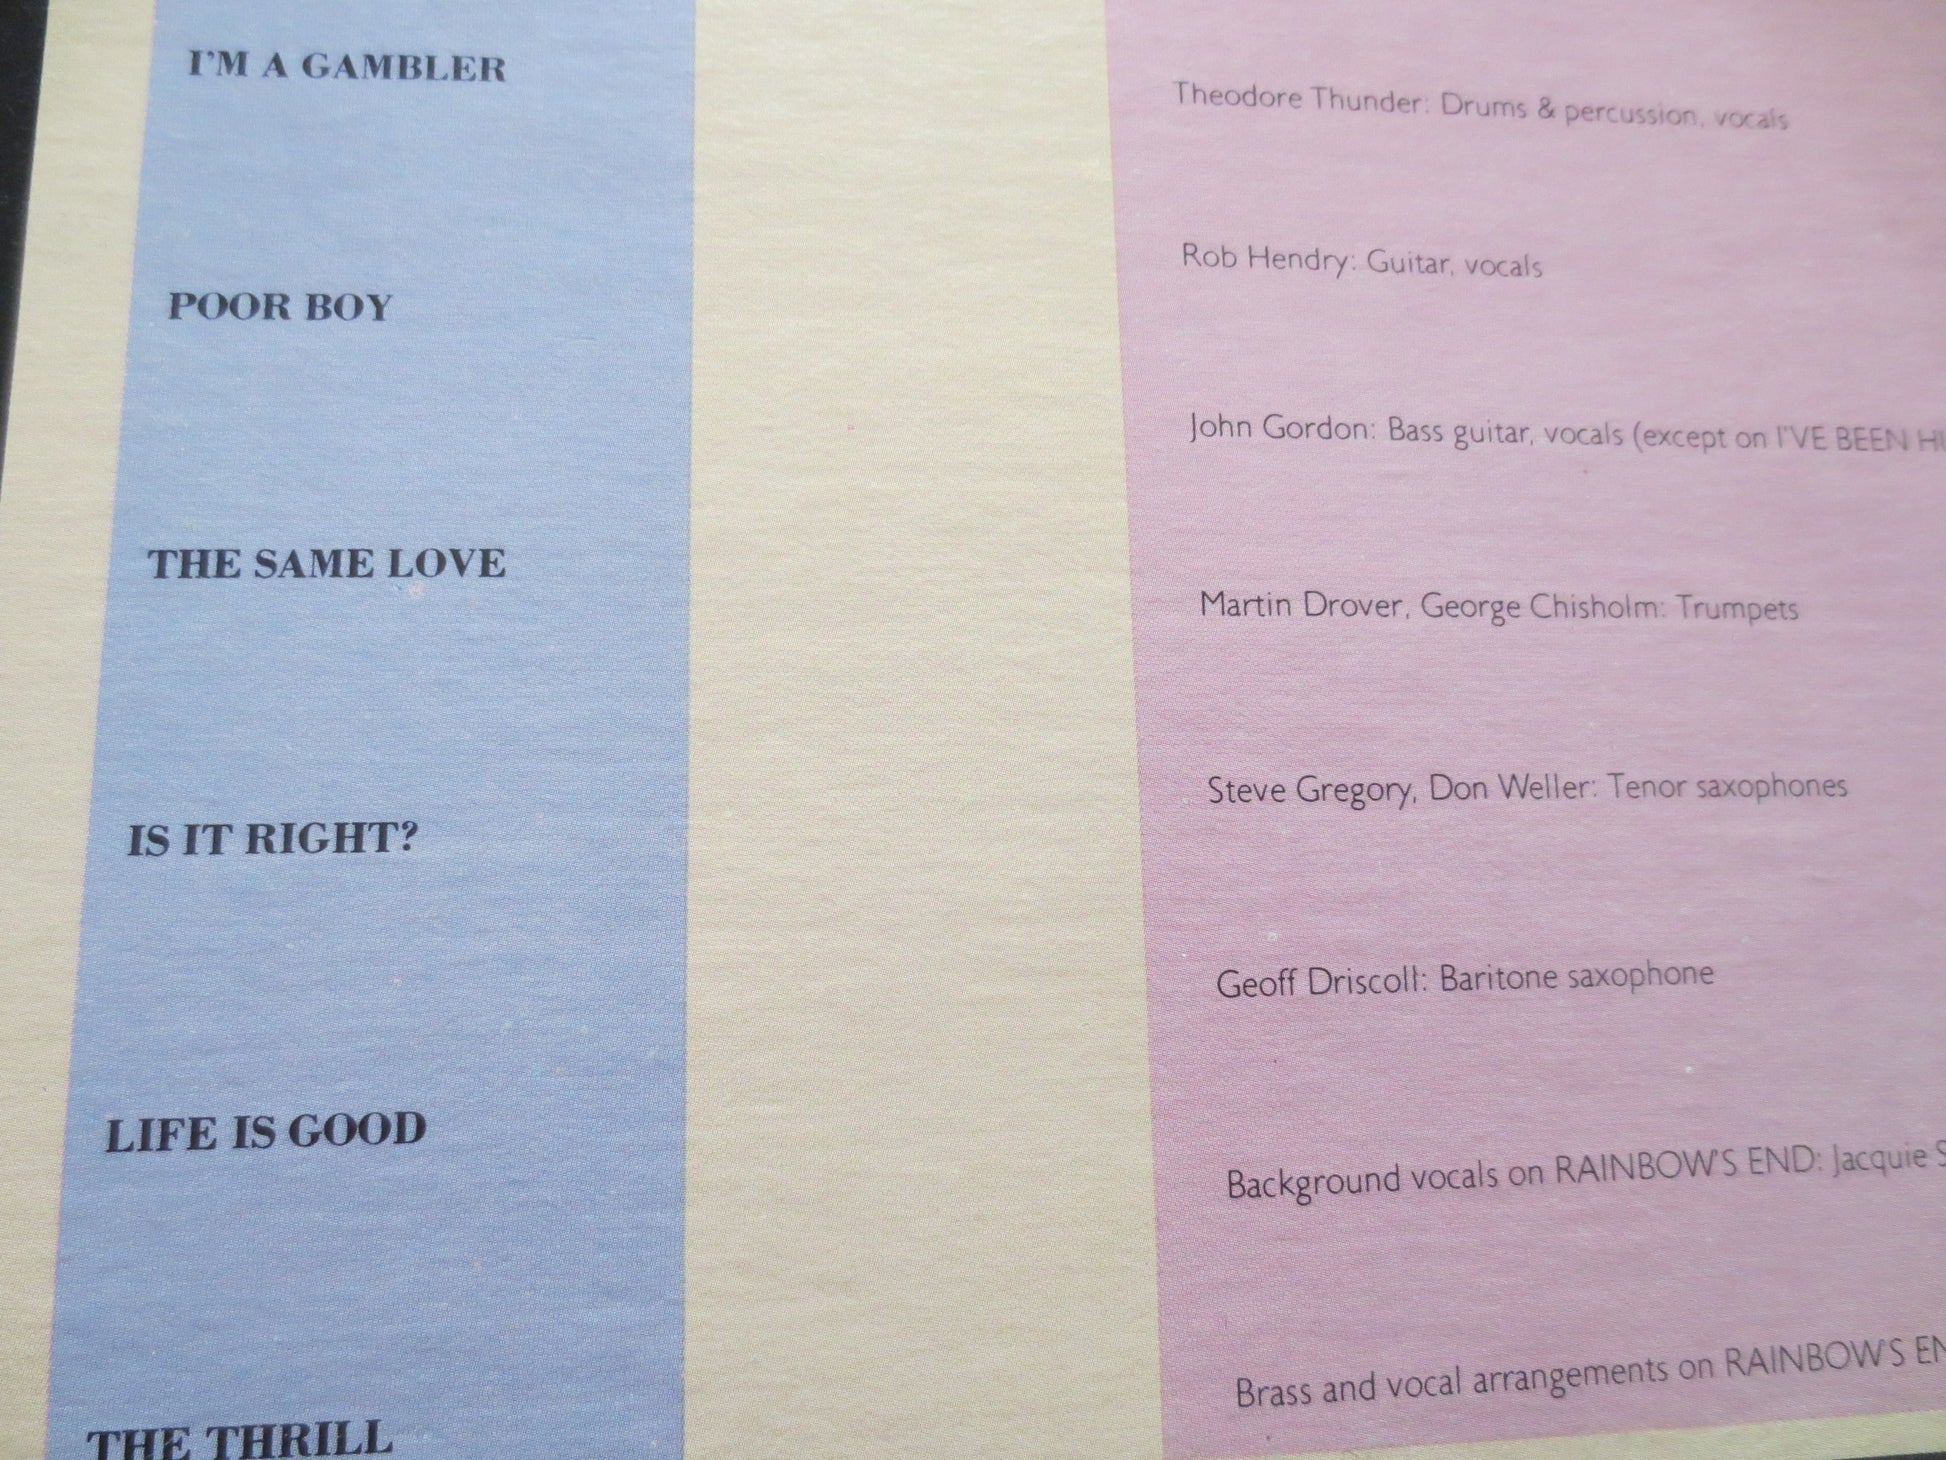 I'M A GAMBLER
POOR BOY
THE SAME LOVE
IS IT RIGHT?
LIFE IS GOOD
THE THRILL
Theodore Thunder: Drums & percussion, vocals
Rob Hendry: Guitar, vocals
John Gordon: Bass guitar, vocals (except on I'VE BEEN
Martin Drover, George Chisholm: Trumpets
Steve Gregory, Don Weller: Tenor saxophones
Geoff Driscoll: Baritone saxophone
Background vocals on RAINBOW'S END: Jacquie
Brass and vocal arrangements on RAINBOW'S